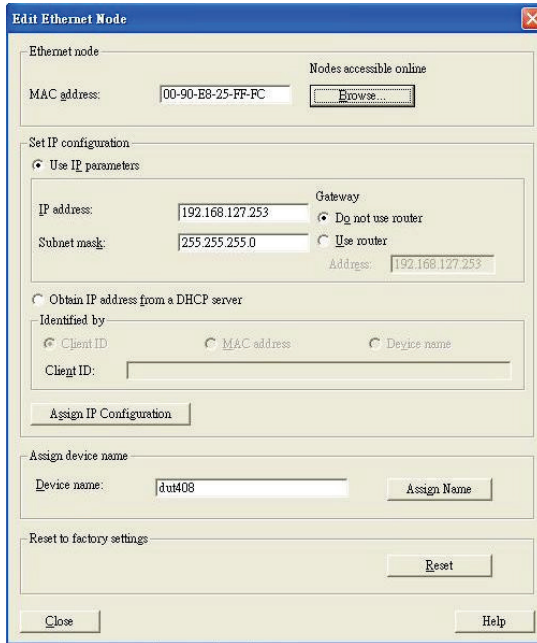 Edit Ethernet Node
Ethernet node
Nodes accessible online
MAC address:
00-90-E8-25-FF-FC
Browse...
Set IP configuration
Use IP parameters
IP address:
192.168.127.253
Subnet mask:
255.255.255.0
Gateway
Do not use router
Use router
Address:
192.168.127.253
Obtain IP address from a DHCP server
Identified by
Client ID
MAC address
Device name
Client ID:
Assign IP Configuration
Assign device name
Device name:
dut408
Assign Name
Reset to factory settings
Reset
Close
Help